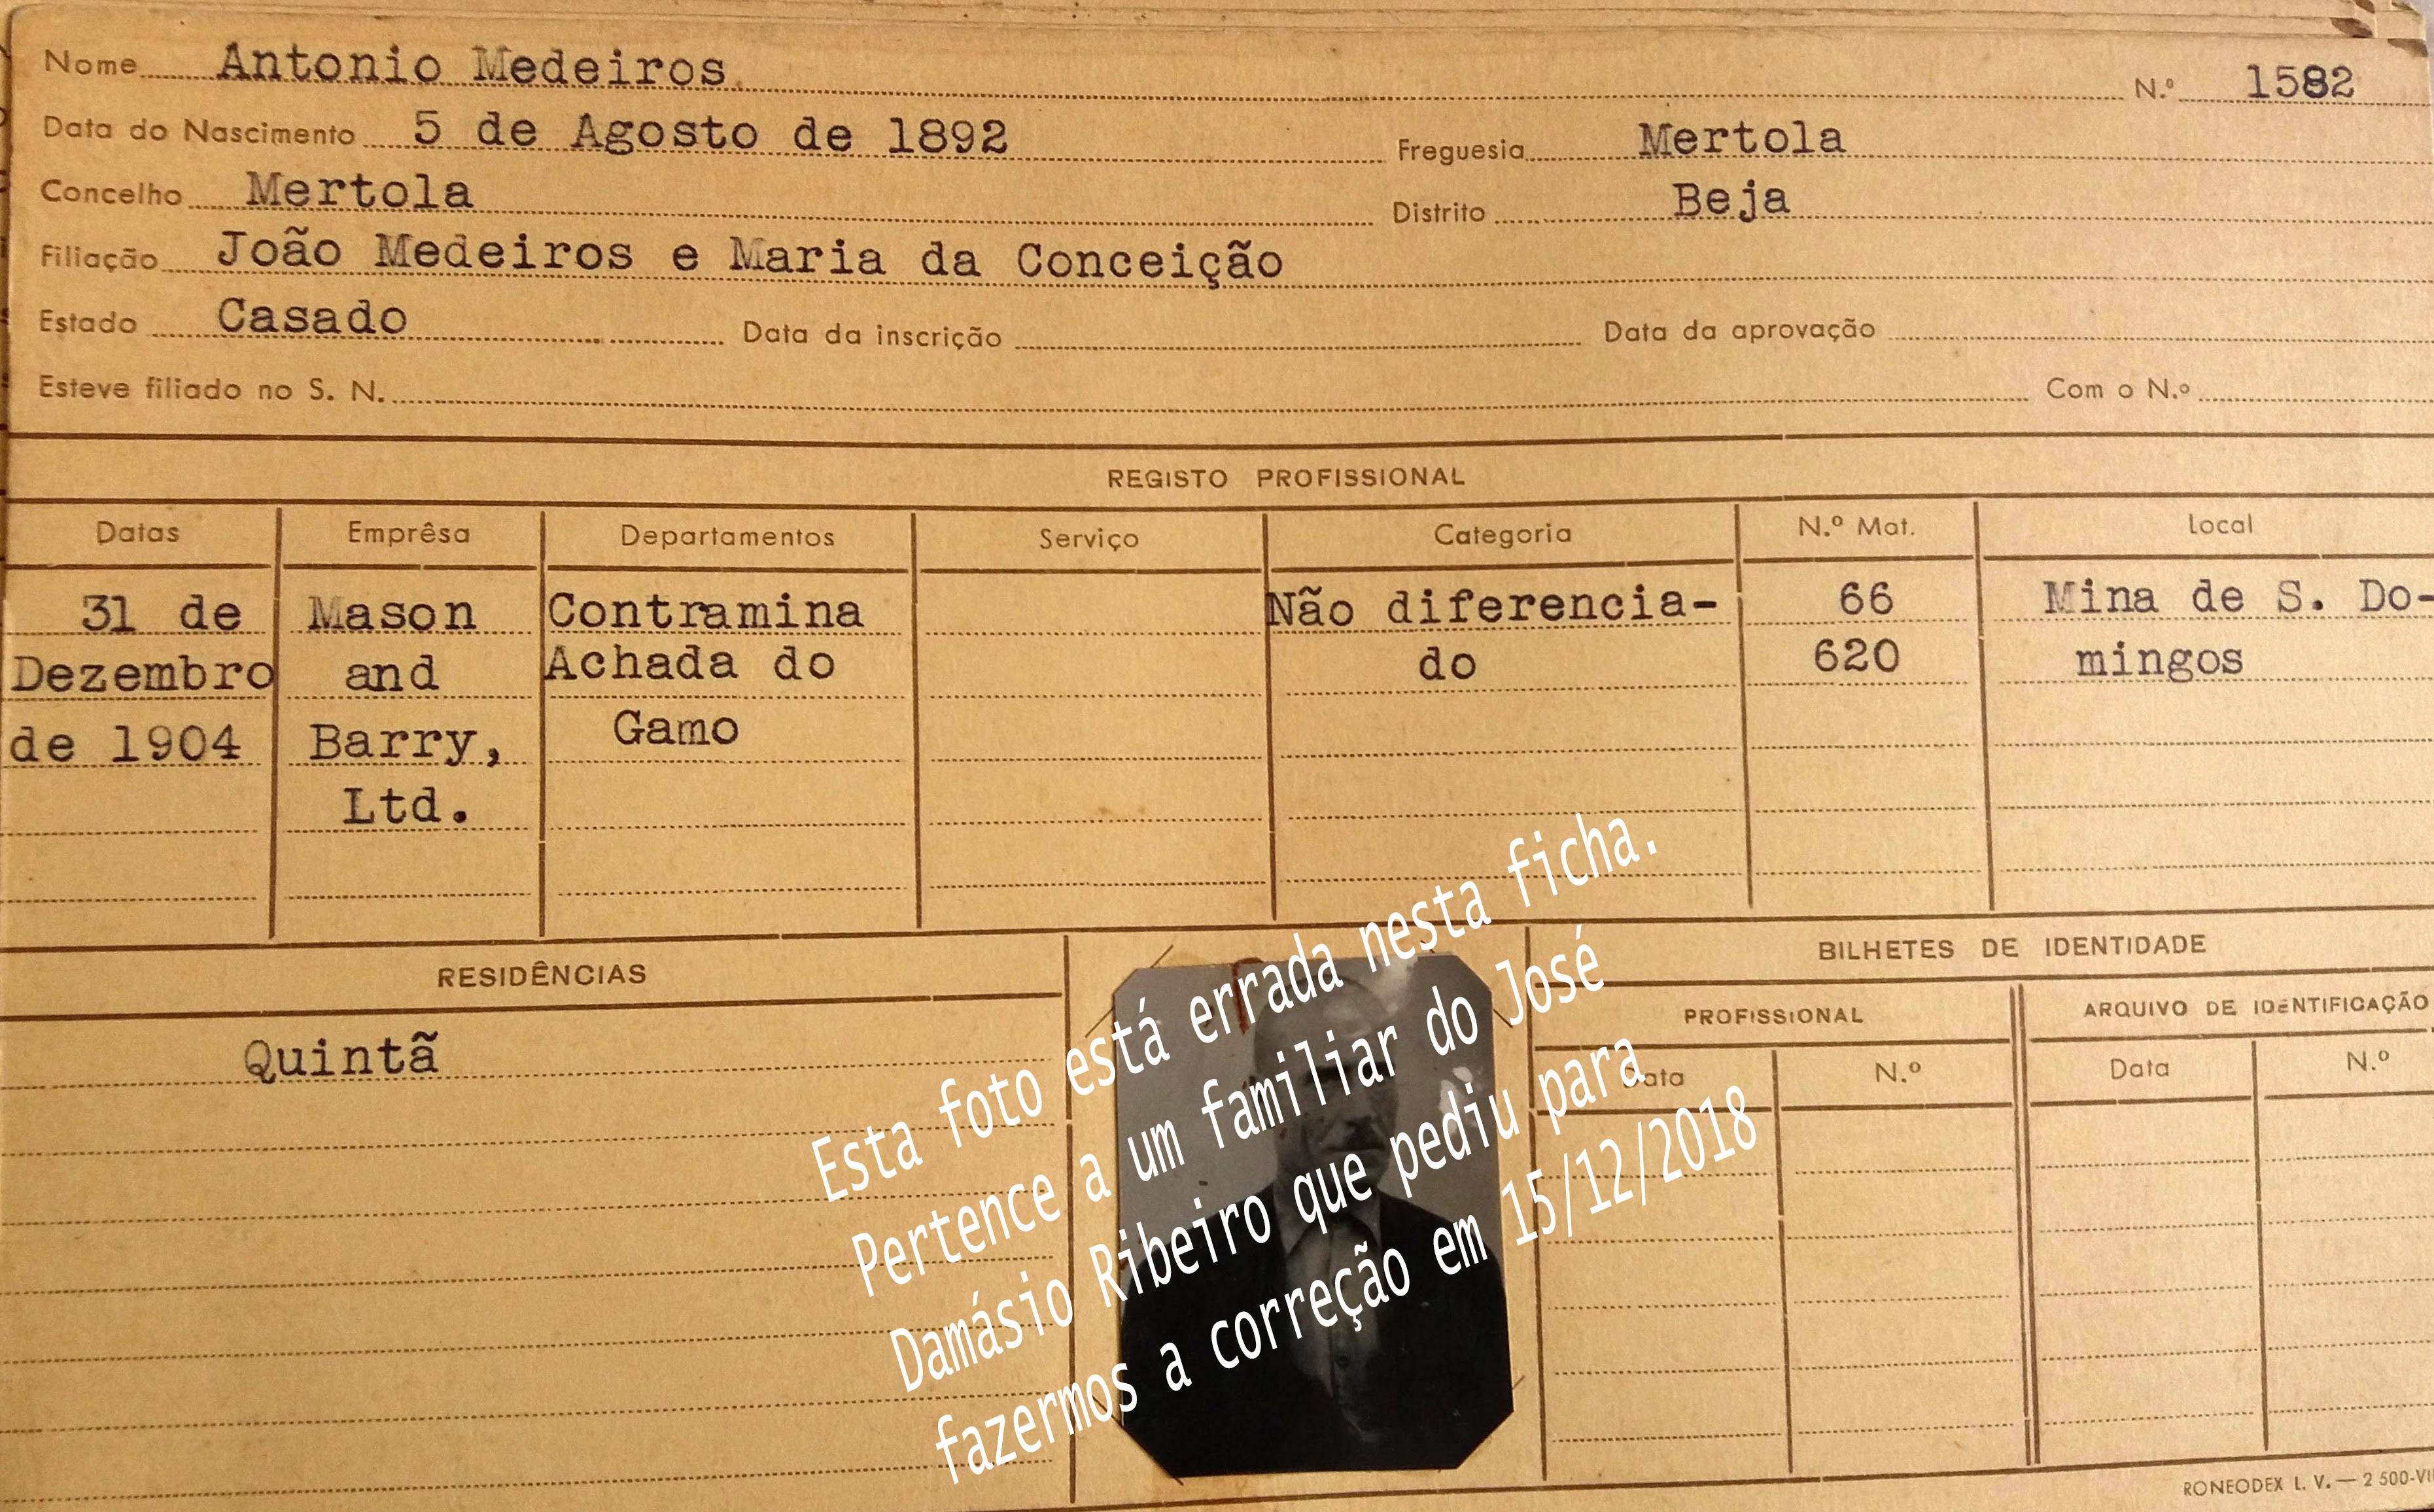 Nome Antonio Medeiros N.º 1582
Data do Nascimento 5 de Agosto de 1892 Freguesia Mertola
Concelho Mertola Distrito Beja
Filiação João Medeiros e Maria da Conceição
Estado Casado Data da inscrição Data da aprovação
Esteve filiado no S. N. Com o N.º
REGISTO PROFISSIONAL
Datas Emprêsa Departamentos Serviço Categoria N.º Mat. Local
31 de Mason Contramina Não diferencia- 66 Mina de S. Do-
Dezembro and Achada do do 620 mingos
de 1904 Barry, Gamo
Ltd.
RESIDÊNCIAS
Quintã
BILHETES DE IDENTIDADE
PROFISSIONAL ARQUIVO DE IDENTIFICAÇÃO
Data N.º Data N.º
Esta foto está errada nesta ficha.
Pertence a um familiar do José
Damásio Ribeiro que pediu para
fazermos a correção em 15/12/2018
RONEODEX L. V. — 2 500-VI